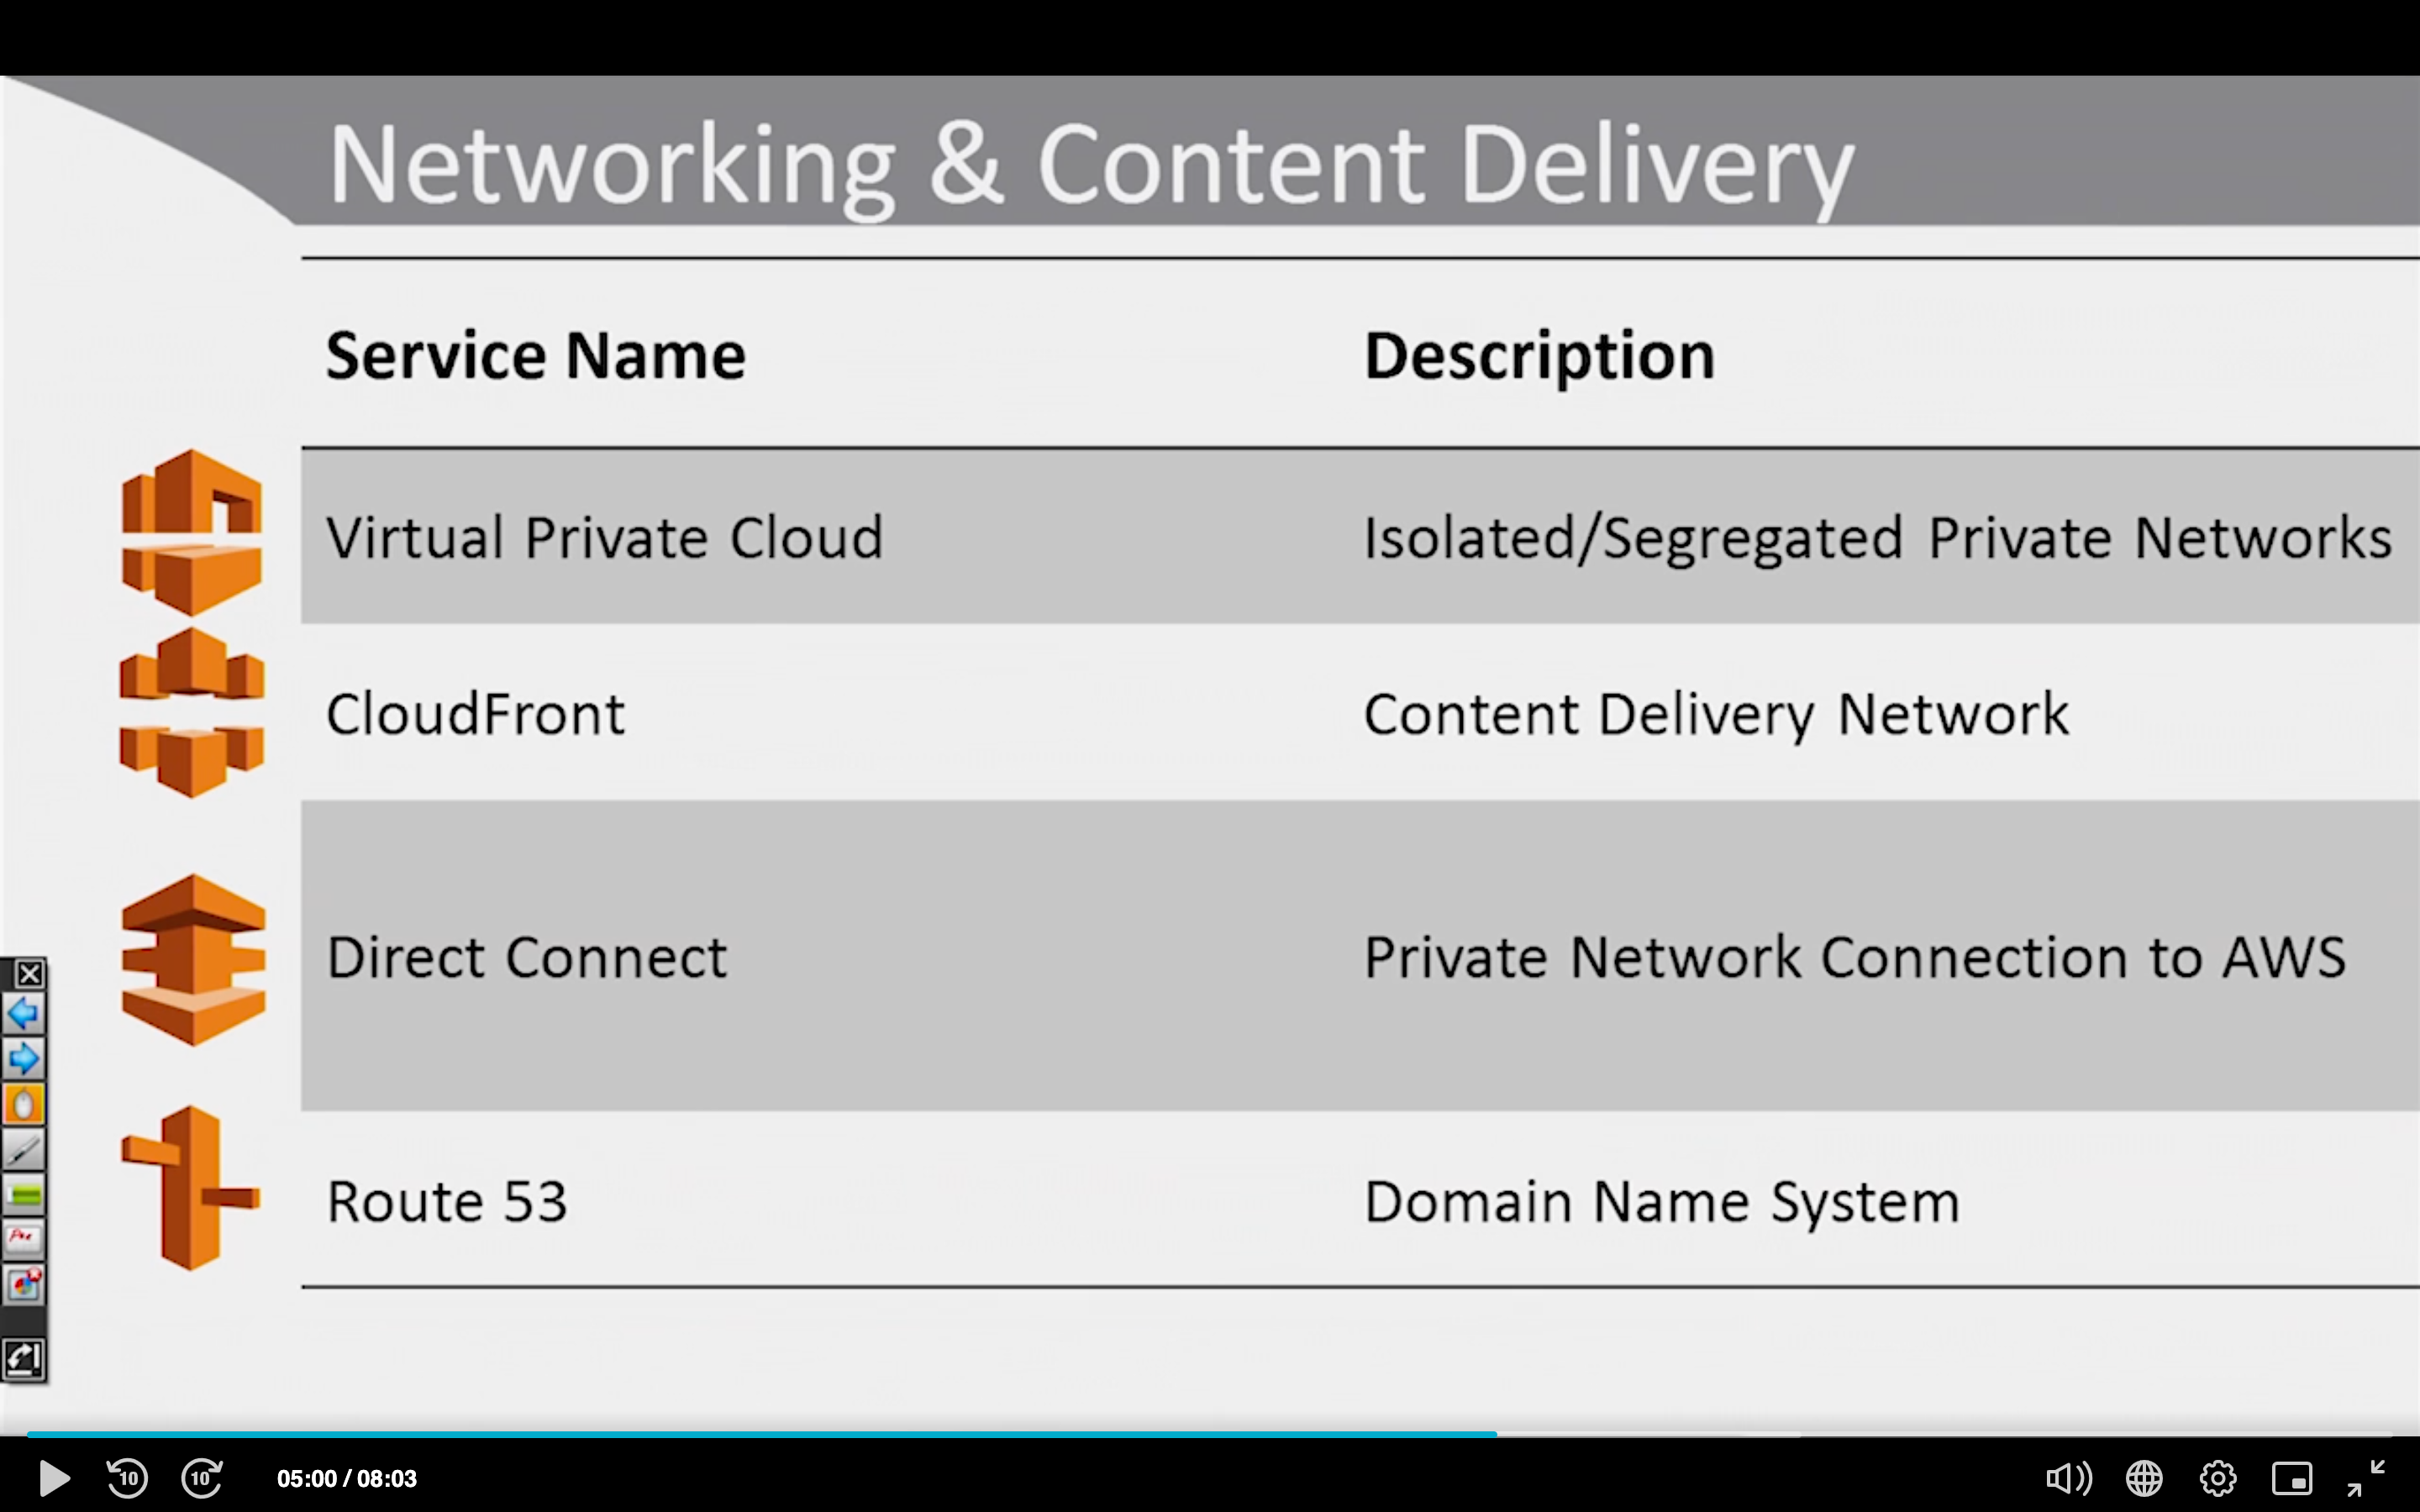 Networking & Content Delivery
Service Name Description
Virtual Private Cloud Isolated/Segregated Private Networks
CloudFront Content Delivery Network
Direct Connect Private Network Connection to AWS
Route 53 Domain Name System
10 10 05:00 / 08:03